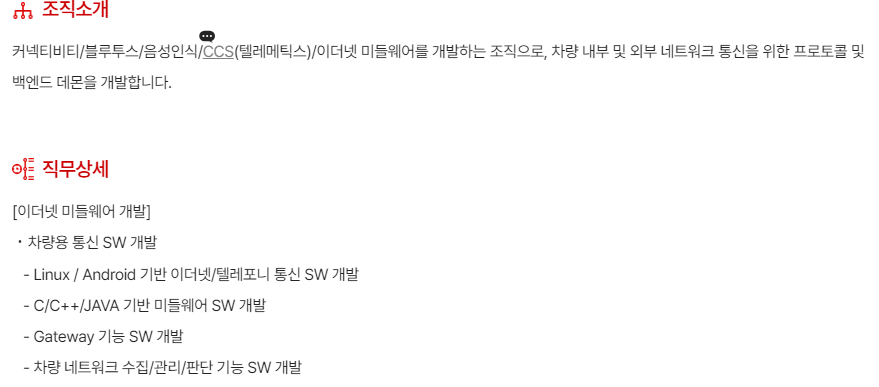 조직소개
커넥티비티/블루투스/음성인식/CCS(텔레메틱스)/이더넷 미들웨어를 개발하는 조직으로, 차량 내부 및 외부 네트워크 통신을 위한 프로토콜 및
백엔드 데몬을 개발합니다.
직무상세
[이더넷 미들웨어 개발]
・차량용 통신 SW 개발
- Linux / Android 기반 이더넷/텔레포니 통신 SW 개발
- C/C++/JAVA 기반 미들웨어 SW 개발
- Gateway 기능 SW 개발
- 차량 네트워크 수집/관리/판단 기능 SW 개발